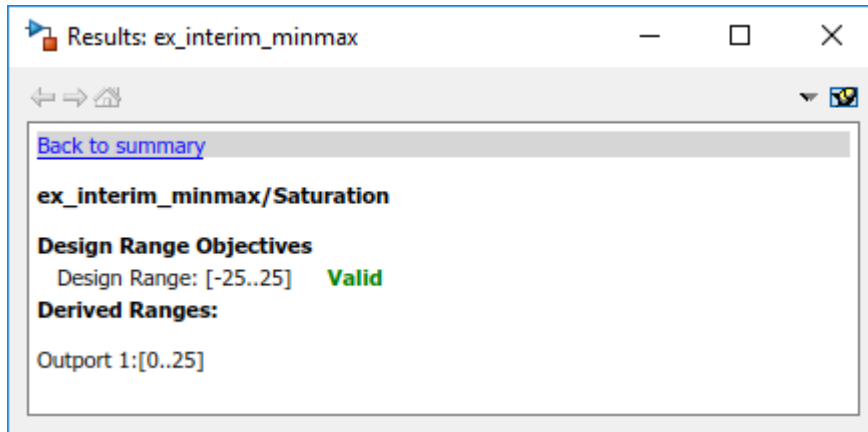 Results: ex_interim_minmax
Back to summary
ex_interim_minmax/Saturation
Design Range Objectives
Design Range: [-25..25] Valid
Derived Ranges:
Outport 1:[0..25]